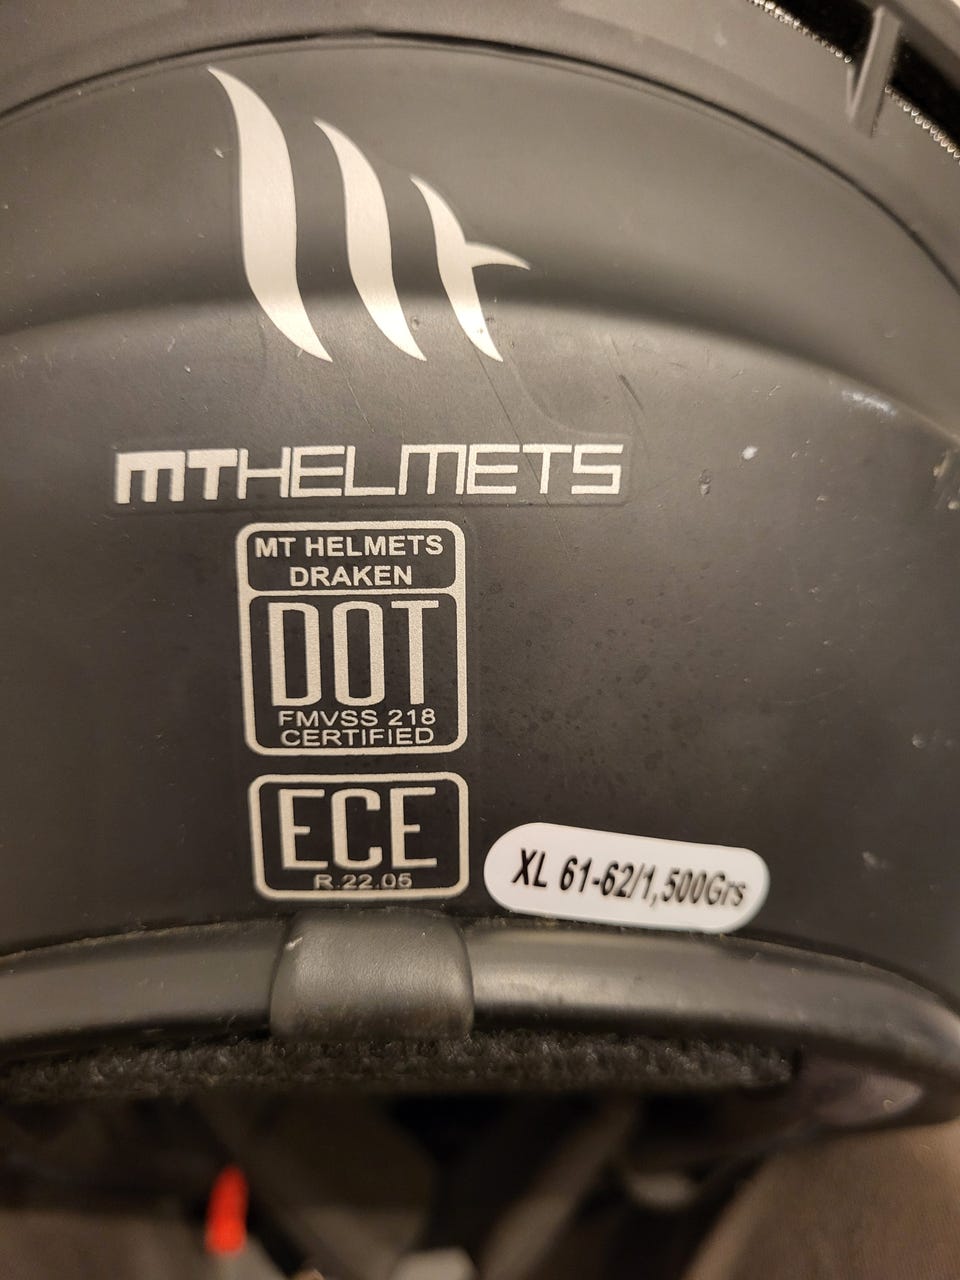 MTHELMETS
MT HELMETS
DRAKEN
DOT
FMVSS 218
CERTIFIED
ECE
R.22.05
XL 61-62/1,500Grs